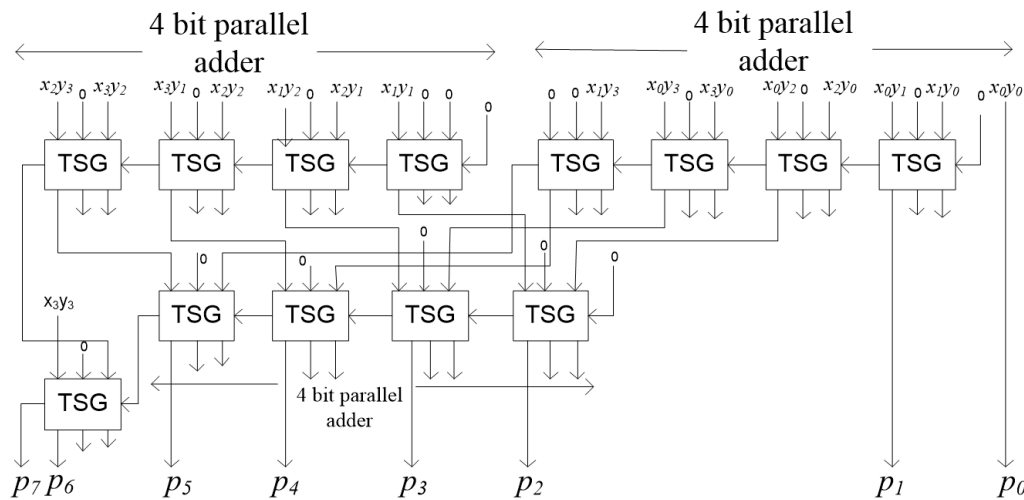 4 bit parallel
adder
4 bit parallel
adder
x₂y₃ 0 x₃y₂ x₃y₁ 0 x₂y₂ x₁y₂ 0 x₂y₁ x₁y₁ 0 0 0 0 0 x₁y₃ x₀y₃ 0 x₃y₀ x₀y₂ 0 x₂y₀ x₀y₁ 0 x₁y₀ 0 x₀y₀
TSG TSG TSG TSG TSG TSG TSG TSG
0 0 0 0 0
x₃y₃
TSG TSG TSG TSG
0
TSG
4 bit parallel
adder
p₇ p₆ p₅ p₄ p₃ p₂ p₁ p₀